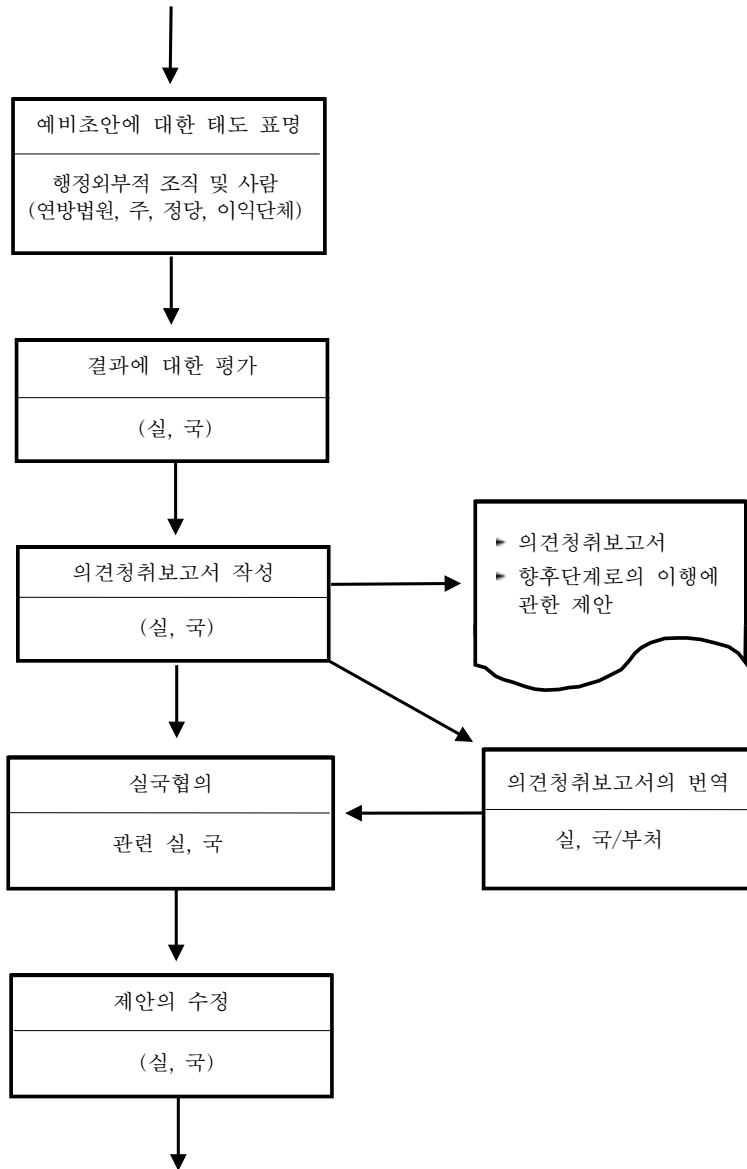 예비초안에 대한 태도 표명
행정외부적 조직 및 사람
(연방법원, 주, 정당, 이익단체)
결과에 대한 평가
(실, 국)
의견청취보고서 작성
(실, 국)
► 의견청취보고서
► 향후단계로의 이행에
관한 제안
실국협의
관련 실, 국
의견청취보고서의 번역
실, 국/부처
제안의 수정
(실, 국)